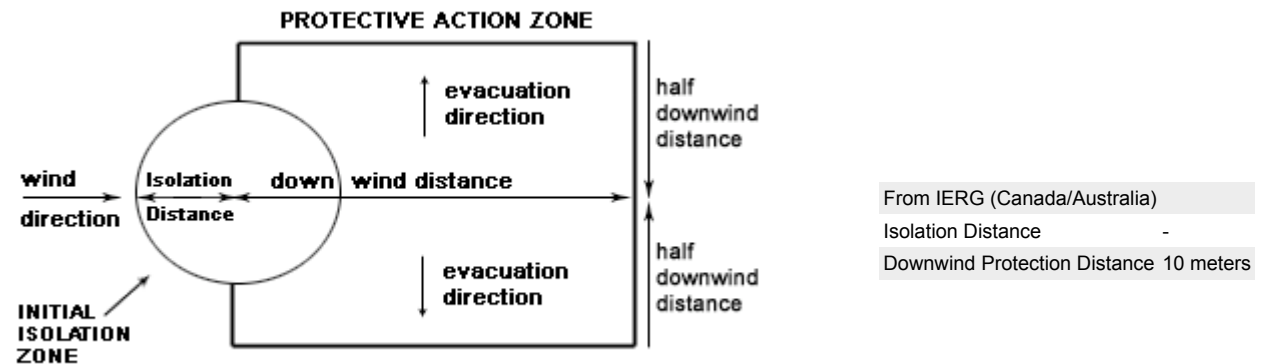 PROTECTIVE ACTION ZONE
evacuation
direction
half
downwind
distance
wind
direction
Isolation
Distance
down wind distance
evacuation
direction
half
downwind
distance
INITIAL
ISOLATION
ZONE
From IERG (Canada/Australia)
Isolation Distance -
Downwind Protection Distance 10 meters